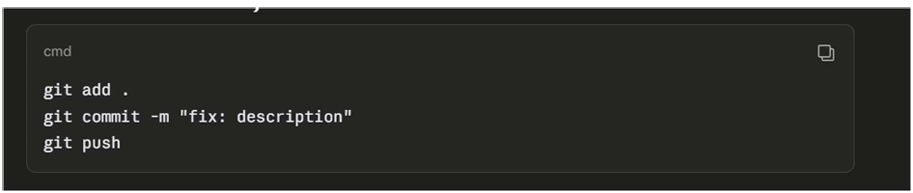 cmd
git add .
git commit -m "fix: description"
git push